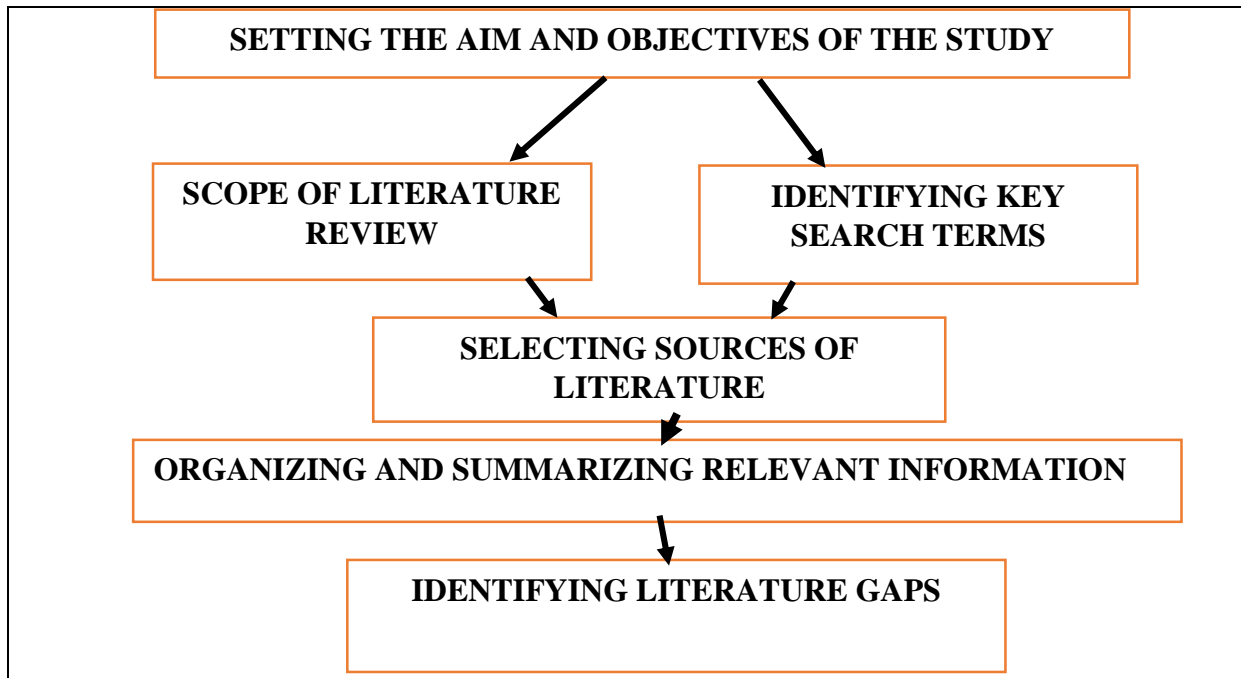 SETTING THE AIM AND OBJECTIVES OF THE STUDY
SCOPE OF LITERATURE
REVIEW
IDENTIFYING KEY
SEARCH TERMS
SELECTING SOURCES OF
LITERATURE
ORGANIZING AND SUMMARIZING RELEVANT INFORMATION
IDENTIFYING LITERATURE GAPS